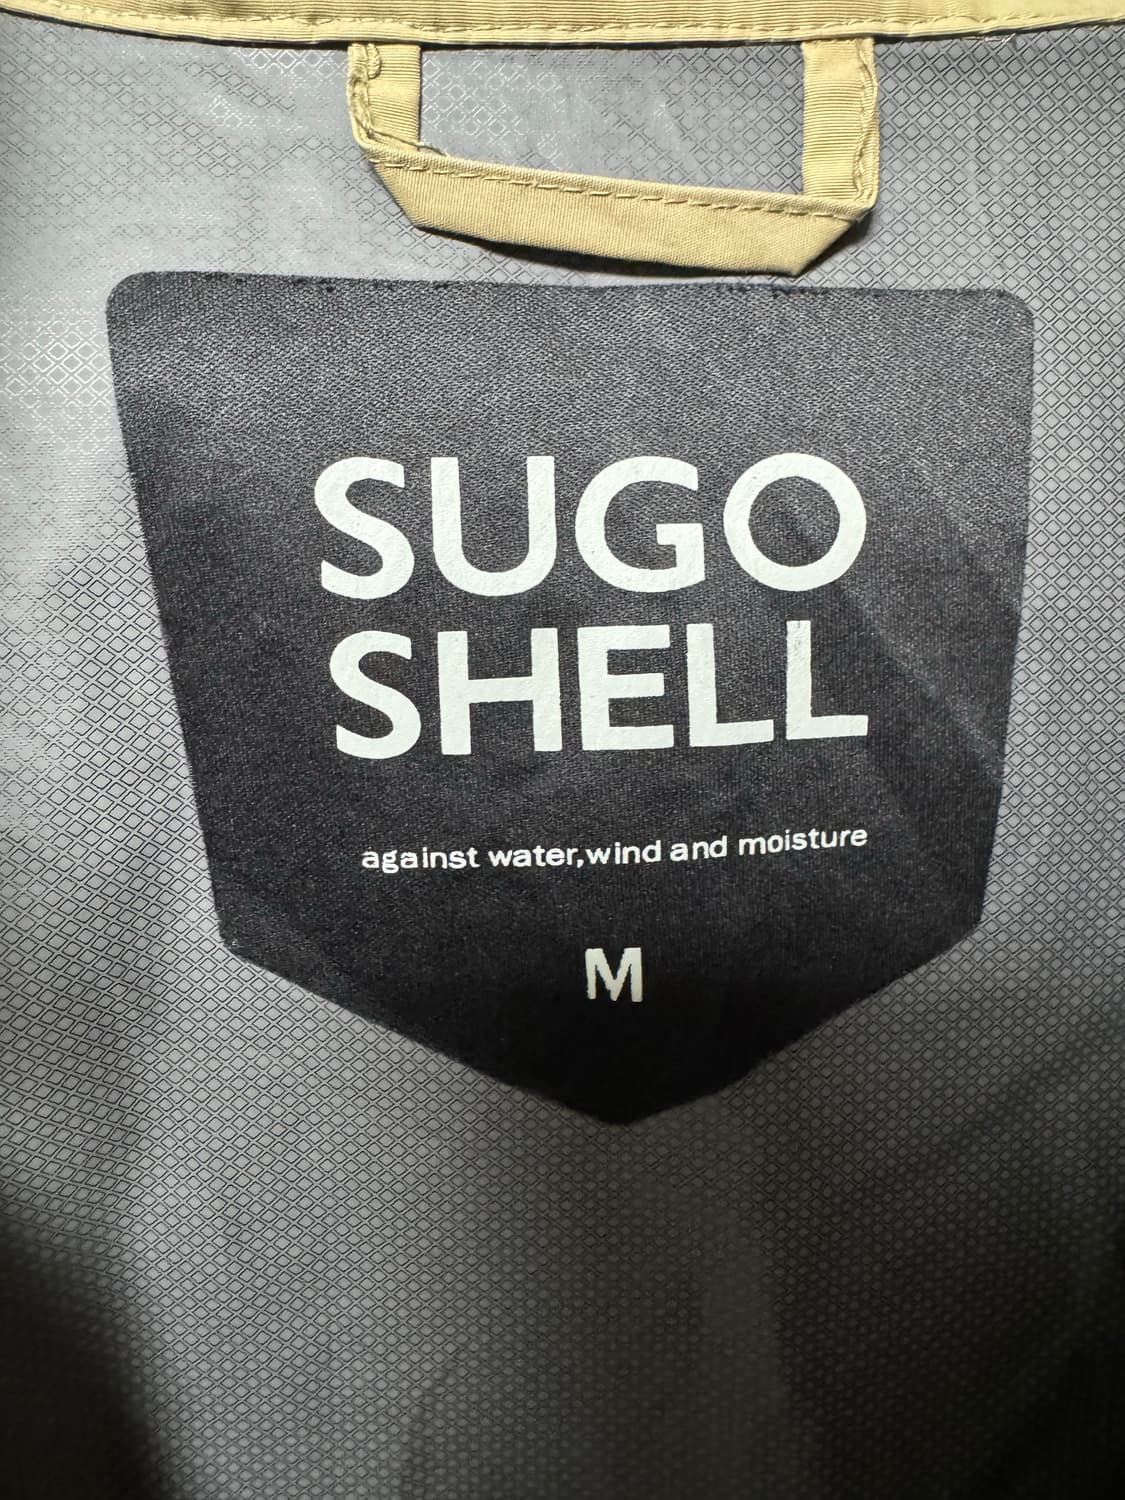 SUGO
SHELL
against water,wind and moisture
M